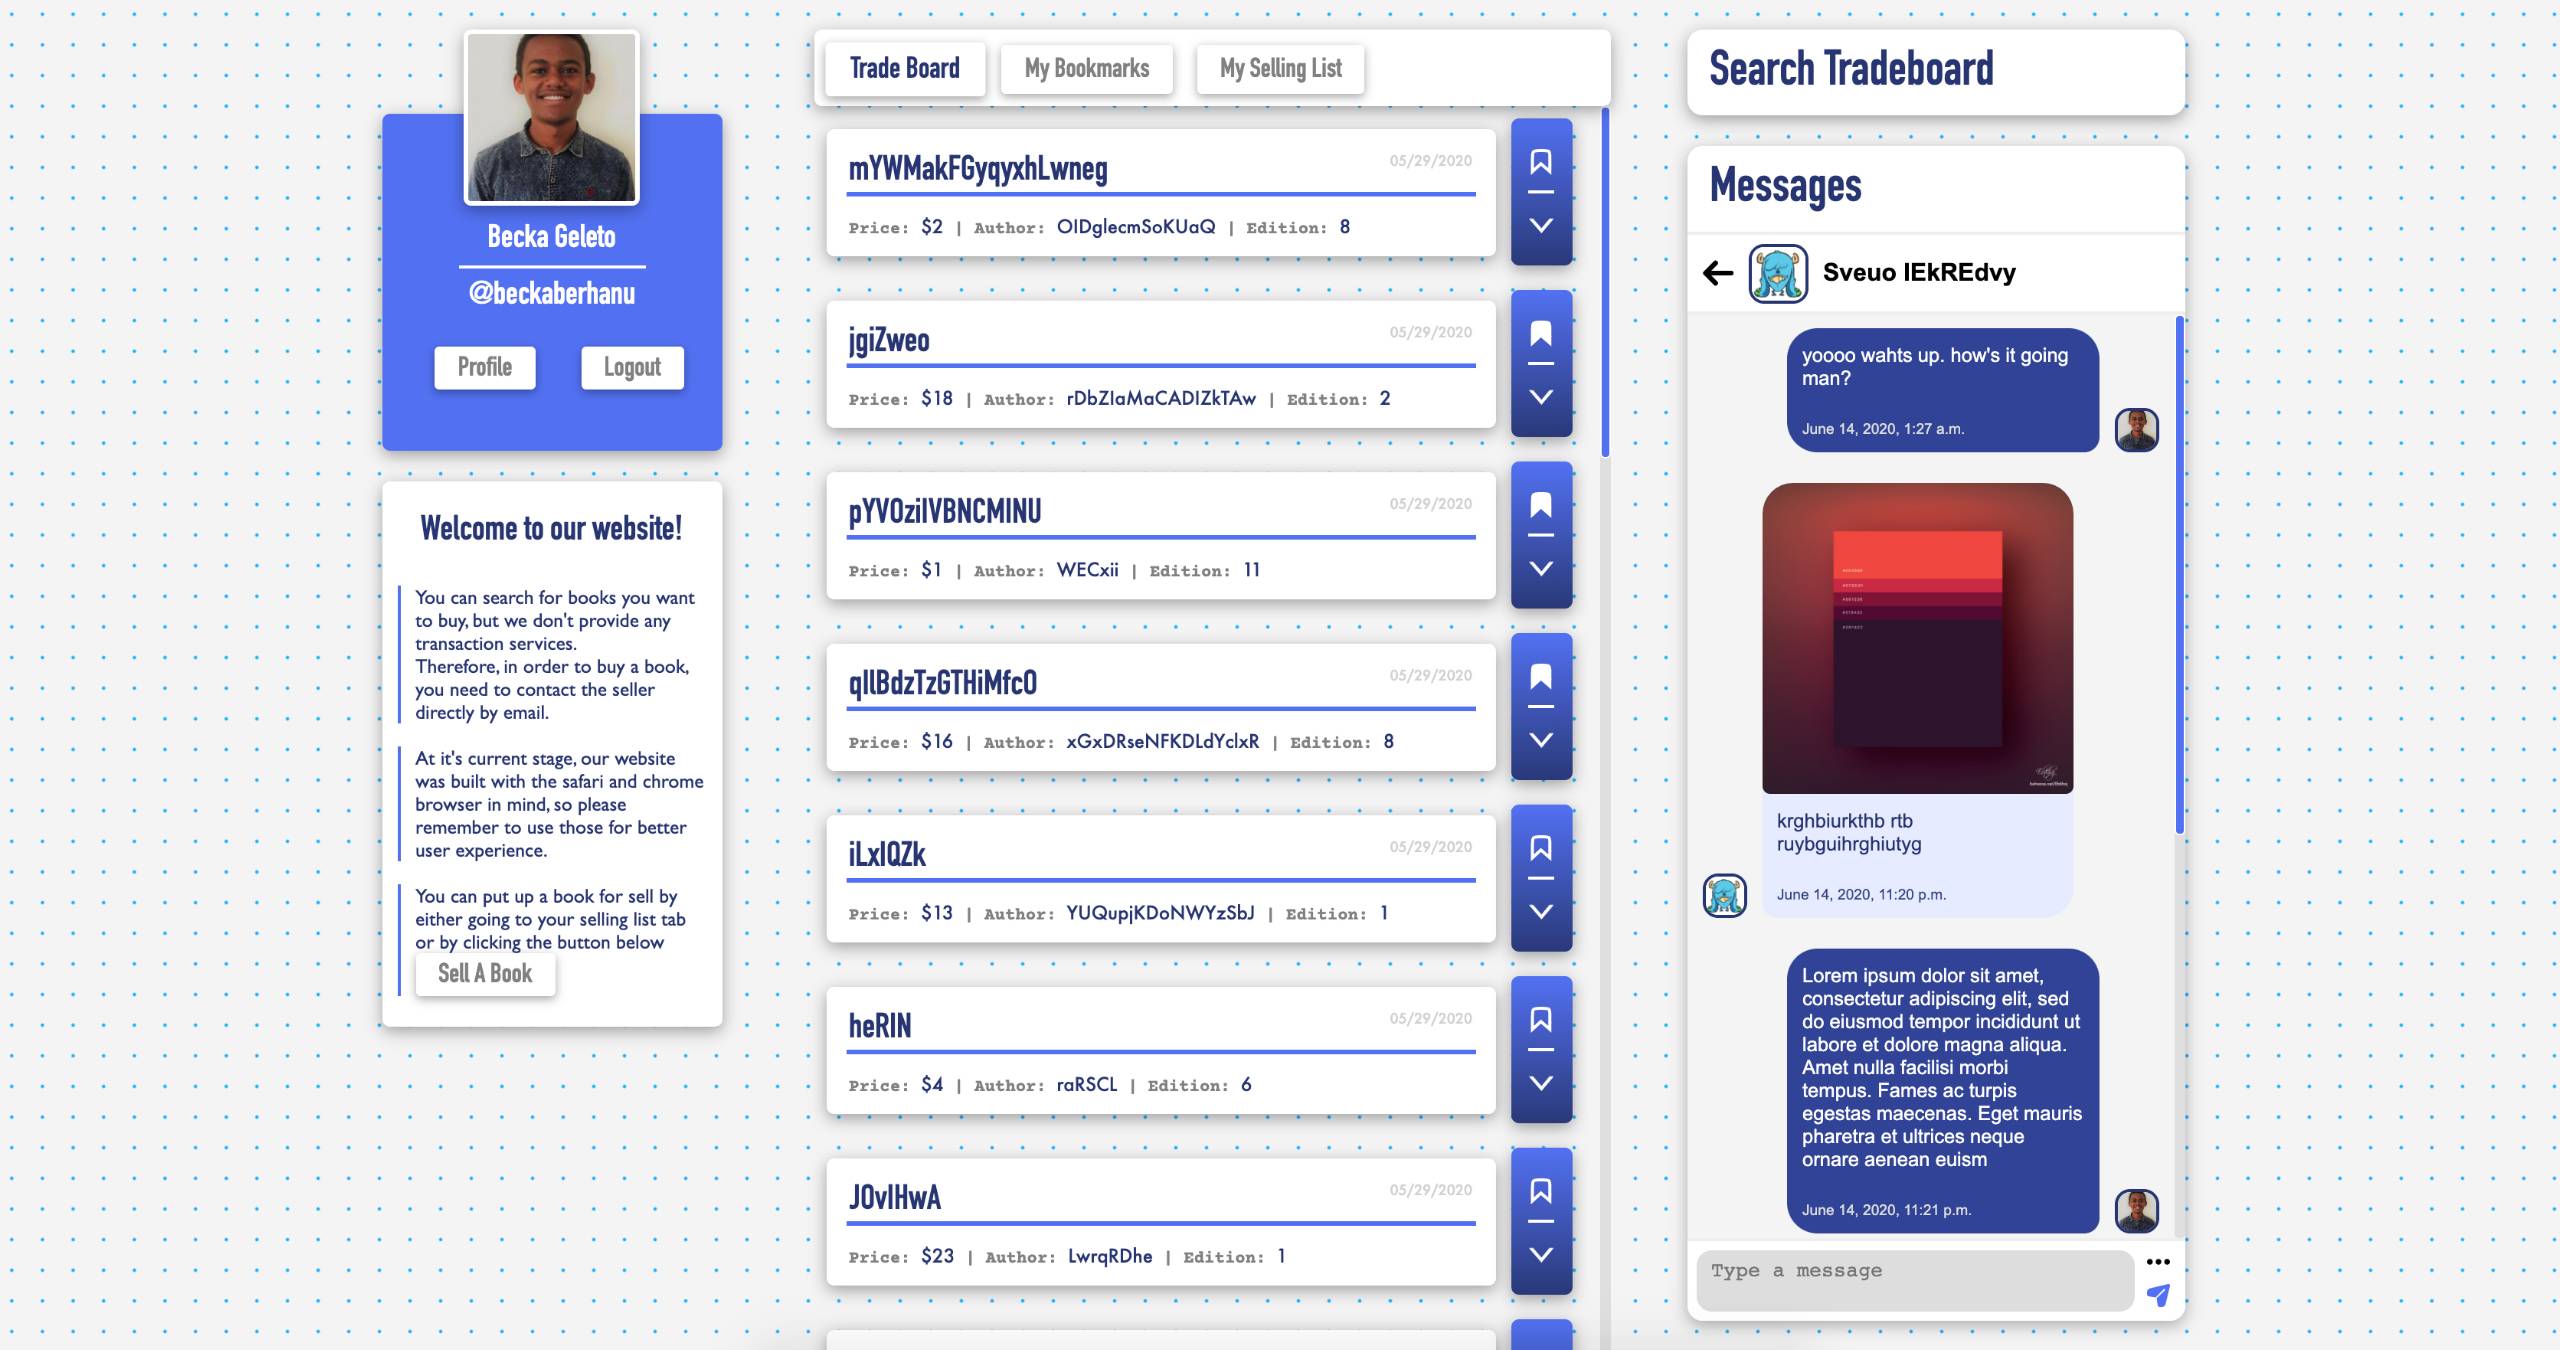 Becka Geleto
@beckaberhanu
Profile
Logout
Welcome to our website!
You can search for books you want
to buy, but we don't provide any
transaction services.
Therefore, in order to buy a book,
you need to contact the seller
directly by email.
At it's current stage, our website
was built with the safari and chrome
browser in mind, so please
remember to use those for better
user experience.
You can put up a book for sell by
either going to your selling list tab
or by clicking the button below
Sell A Book
Trade Board
My Bookmarks
My Selling List
mYWMakFGyqyxhLwneg
05/29/2020
Price: $2 | Author: OIDglecmSoKUaQ | Edition: 8
jgiZweo
05/29/2020
Price: $18 | Author: rDbZIaMaCADIZkTAw | Edition: 2
pYVOziIVBNCMINU
05/29/2020
Price: $1 | Author: WECxii | Edition: 11
qIlBdzTzGTHiMfcO
05/29/2020
Price: $16 | Author: xGxDRseNFKDLdYclxR | Edition: 8
iLxIQZk
05/29/2020
Price: $13 | Author: YUQupjKDoNWYzSbJ | Edition: 1
heRIN
05/29/2020
Price: $4 | Author: raRSCL | Edition: 6
JOvIHwA
05/29/2020
Price: $23 | Author: LwrqRDhe | Edition: 1
Search Tradeboard
Messages
Sveuo IEkREdvy
yoooo wahts up. how's it going
man?
June 14, 2020, 1:27 a.m.
krghbiurkthb rtb
ruybguihrghiutyg
June 14, 2020, 11:20 p.m.
Lorem ipsum dolor sit amet,
consectetur adipiscing elit, sed
do eiusmod tempor incididunt ut
labore et dolore magna aliqua.
Amet nulla facilisi morbi
tempus. Fames ac turpis
egestas maecenas. Eget mauris
pharetra et ultrices neque
ornare aenean euism
June 14, 2020, 11:21 p.m.
Type a message